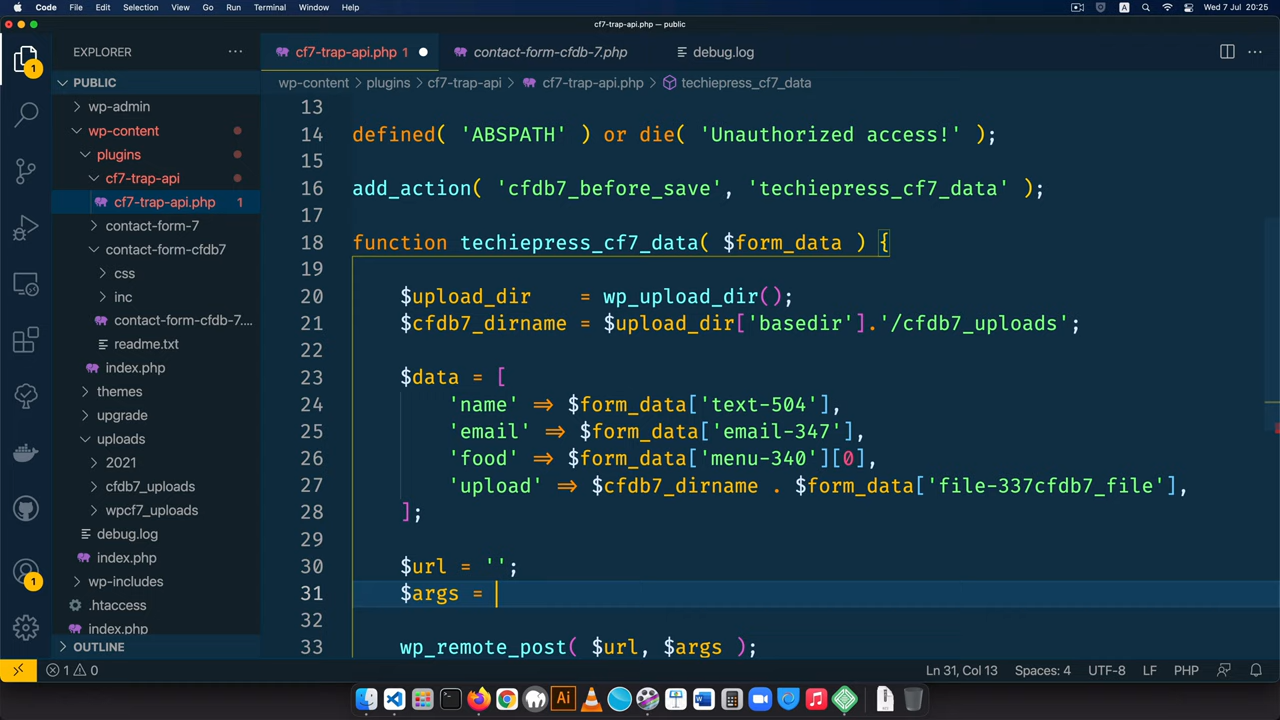 Code File Edit Selection View Go Run Terminal Window Help A Wed 7 Jul 20:25
cf7-trap-api.php — public
EXPLORER
cf7-trap-api.php 1
contact-form-cfdb-7.php
debug.log
PUBLIC
wp-content > plugins > cf7-trap-api > cf7-trap-api.php > techiepress_cf7_data
wp-admin
wp-content
plugins
cf7-trap-api
cf7-trap-api.php 1
contact-form-7
contact-form-cfdb7
css
inc
contact-form-cfdb-7....
readme.txt
index.php
themes
upgrade
uploads
2021
cfdb7_uploads
wpcf7_uploads
debug.log
index.php
wp-includes
.htaccess
index.php
OUTLINE
1
1
13
14 defined( 'ABSPATH' ) or die( 'Unauthorized access!' );
15
16 add_action( 'cfdb7_before_save', 'techiepress_cf7_data' );
17
18 function techiepress_cf7_data( $form_data ) {
19
20 $upload_dir = wp_upload_dir();
21 $cfdb7_dirname = $upload_dir['basedir'].'/cfdb7_uploads';
22
23 $data = [
24 'name' => $form_data['text-504'],
25 'email' => $form_data['email-347'],
26 'food' => $form_data['menu-340'][0],
27 'upload' => $cfdb7_dirname . $form_data['file-337cfdb7_file'],
28 ];
29
30 $url = '';
31 $args =
32
33 wp_remote_post( $url, $args );
1 0 Ln 31, Col 13 Spaces: 4 UTF-8 LF PHP
Ai